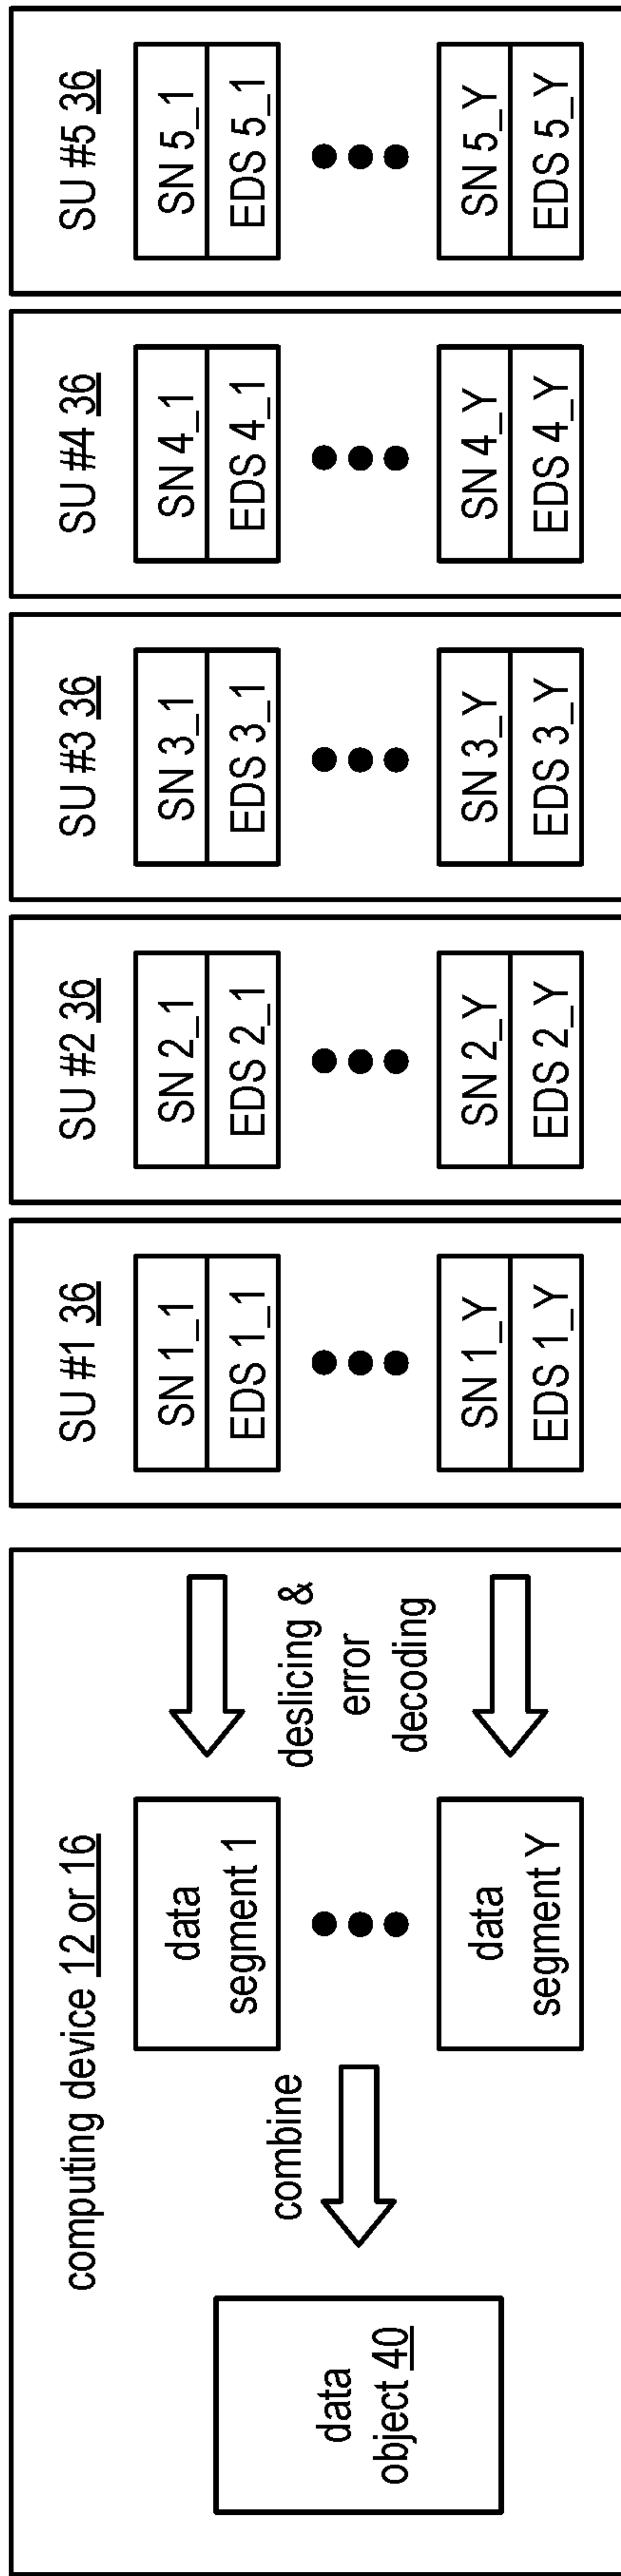 computing device 12 or 16
data
object 40
combine
data
segment 1
data
segment Y
deslicing &
error
decoding
SU #1 36
SN 1_1
EDS 1_1
SN 1_Y
EDS 1_Y
SU #2 36
SN 2_1
EDS 2_1
SN 2_Y
EDS 2_Y
SU #3 36
SN 3_1
EDS 3_1
SN 3_Y
EDS 3_Y
SU #4 36
SN 4_1
EDS 4_1
SN 4_Y
EDS 4_Y
SU #5 36
SN 5_1
EDS 5_1
SN 5_Y
EDS 5_Y